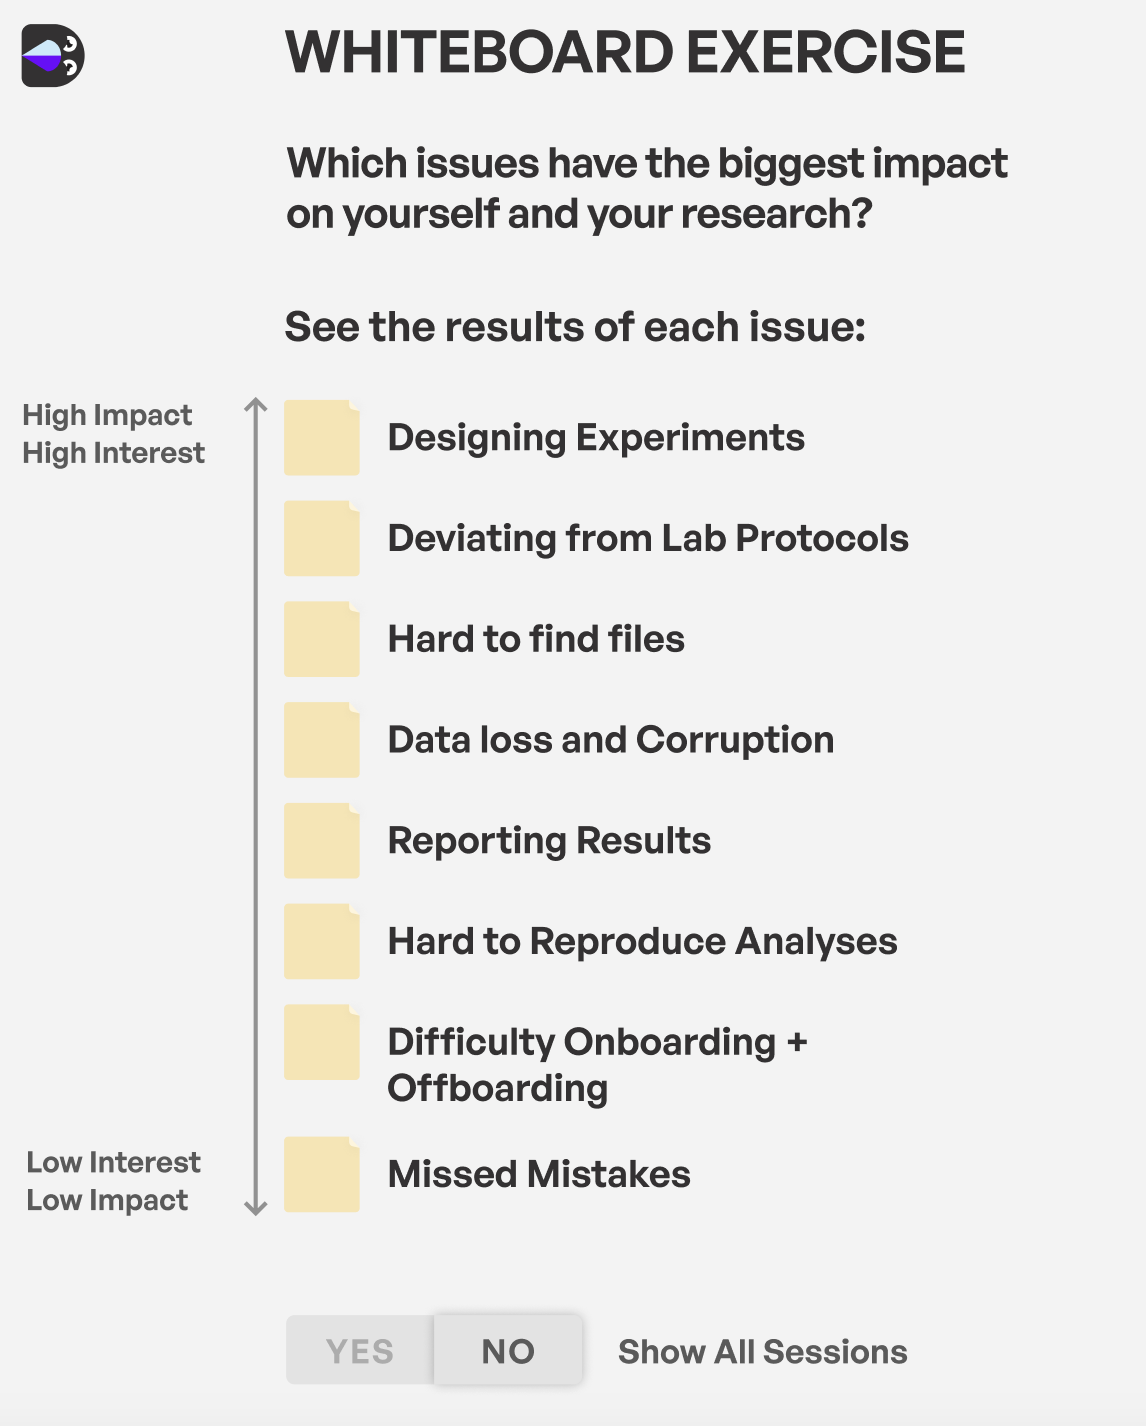 WHITEBOARD EXERCISE
Which issues have the biggest impact
on yourself and your research?
See the results of each issue:
High Impact
High Interest
Designing Experiments
Deviating from Lab Protocols
Hard to find files
Data loss and Corruption
Reporting Results
Hard to Reproduce Analyses
Difficulty Onboarding +
Offboarding
Low Interest
Low Impact
Missed Mistakes
YES
NO
Show All Sessions